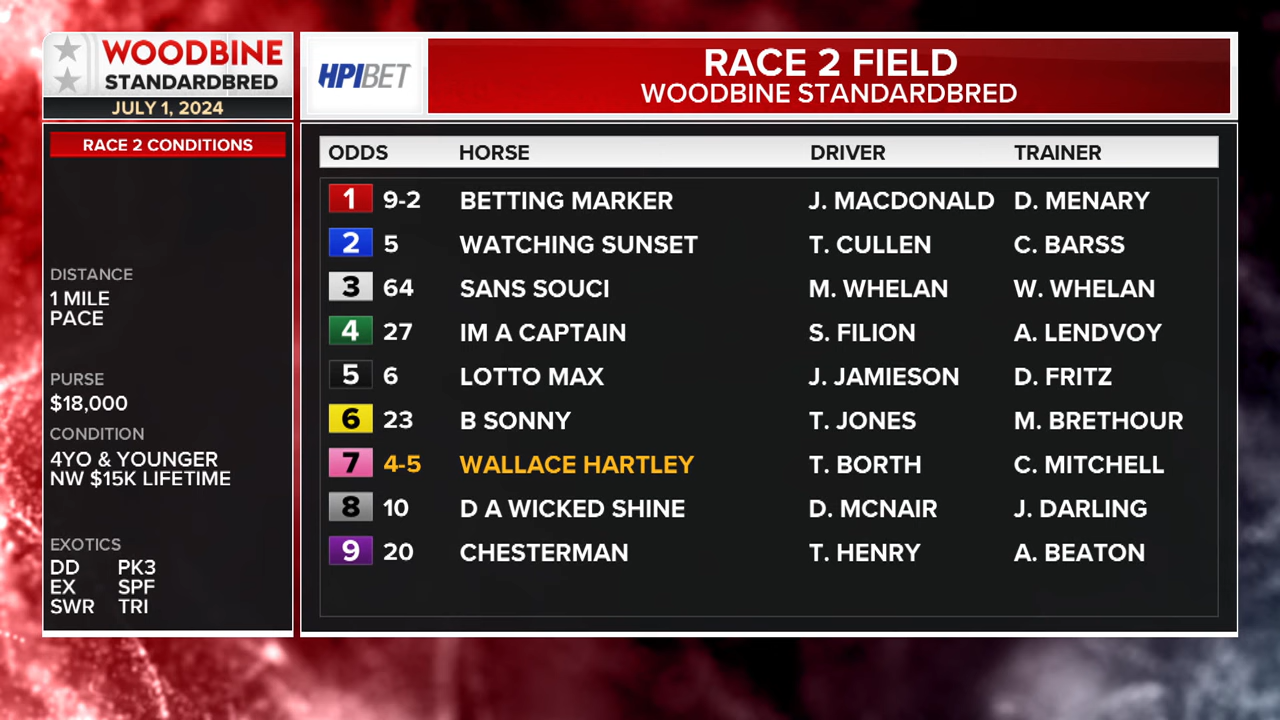 WOODBINE
STANDARDBRED
JULY 1, 2024
HPIBET
RACE 2 FIELD
WOODBINE STANDARDBRED
RACE 2 CONDITIONS
DISTANCE
1 MILE
PACE
PURSE
$18,000
CONDITION
4YO & YOUNGER
NW $15K LIFETIME
EXOTICS
DD PK3
EX SPF
SWR TRI
ODDS HORSE DRIVER TRAINER
1 9-2 BETTING MARKER J. MACDONALD D. MENARY
2 5 WATCHING SUNSET T. CULLEN C. BARSS
3 64 SANS SOUCI M. WHELAN W. WHELAN
4 27 IM A CAPTAIN S. FILION A. LENDVOY
5 6 LOTTO MAX J. JAMIESON D. FRITZ
6 23 B SONNY T. JONES M. BRETHOUR
7 4-5 WALLACE HARTLEY T. BORTH C. MITCHELL
8 10 D A WICKED SHINE D. MCNAIR J. DARLING
9 20 CHESTERMAN T. HENRY A. BEATON